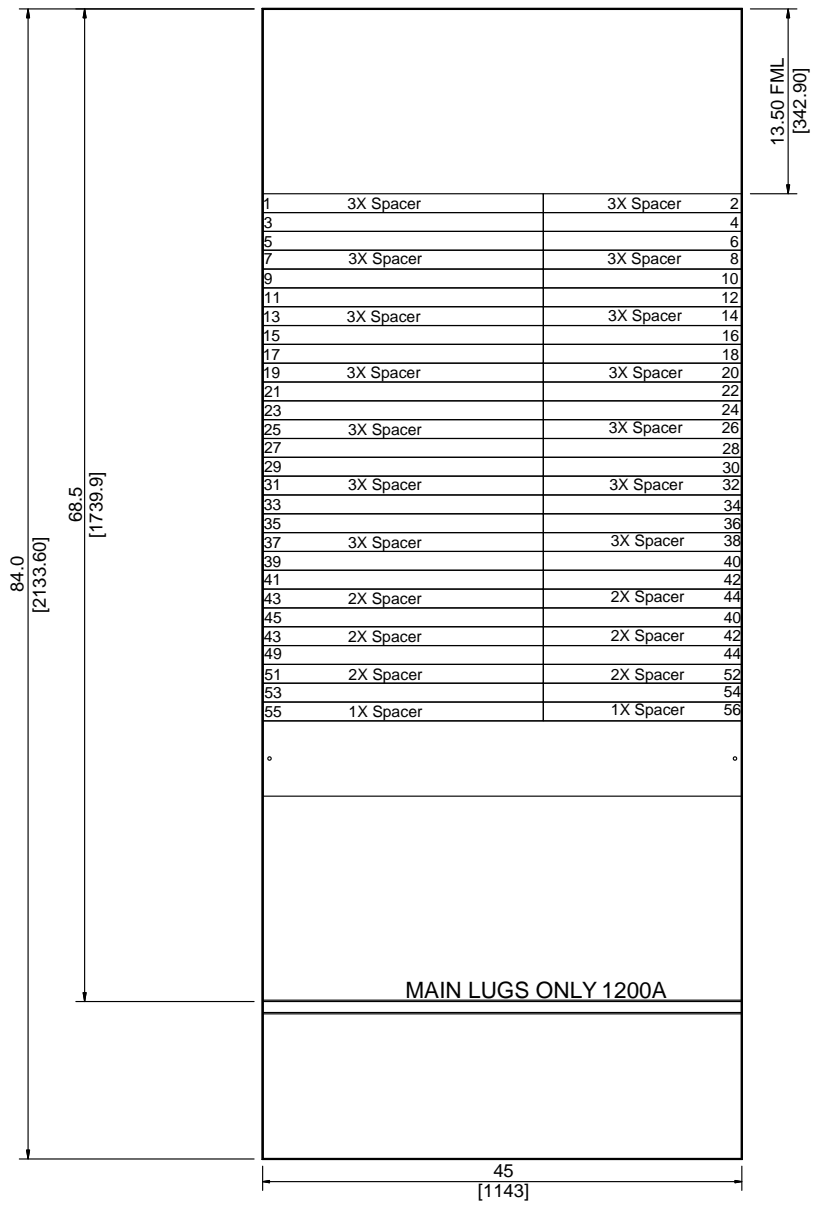 13.50 FML
[342.90]
1 3X Spacer 3X Spacer 2
3 4
5 6
7 3X Spacer 3X Spacer 8
9 10
11 12
13 3X Spacer 3X Spacer 14
15 16
17 18
19 3X Spacer 3X Spacer 20
21 22
23 24
25 3X Spacer 3X Spacer 26
27 28
29 30
31 3X Spacer 3X Spacer 32
33 34
35 36
37 3X Spacer 3X Spacer 38
39 40
41 42
43 2X Spacer 2X Spacer 44
45 40
43 2X Spacer 2X Spacer 42
49 44
51 2X Spacer 2X Spacer 52
53 54
55 1X Spacer 1X Spacer 56
84.0
[2133.60]
68.5
[1739.9]
MAIN LUGS ONLY 1200A
45
[1143]